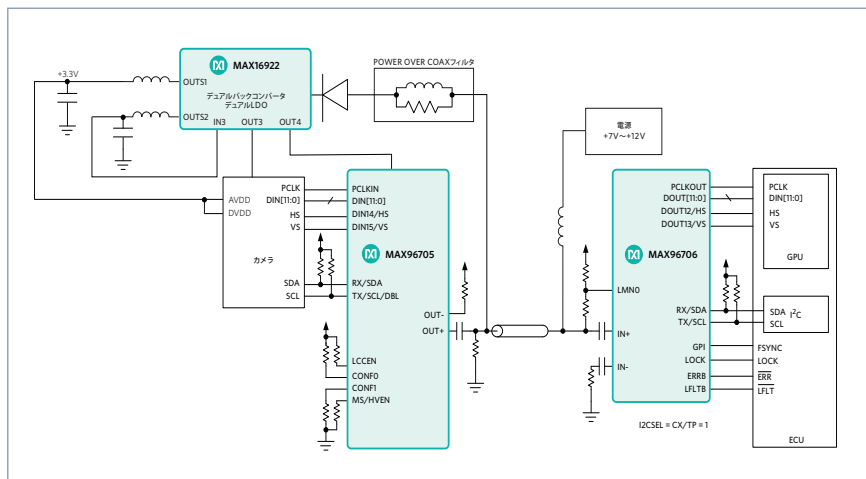 +3.3V
OUTS1
OUTS2
MAX16922
デュアルバックコンバータ
デュアルLDO
IN3
OUT3
OUT4
POWER OVER COAXフィルタ
電源
+7V~+12V
AVDD
DVDD
PCLK
DIN[11:0]
HS
VS
カメラ
SDA
SCL
PCLKIN
DIN[11:0]
DIN14/HS
DIN15/VS
MAX96705
RX/SDA
TX/SCL/DBL
OUT-
OUT+
LCCEN
CONF0
CONF1
MS/HVEN
PCLKOUT
DOUT[11:0]
DOUT12/HS
DOUT13/VS
MAX96706
LMN0
RX/SDA
TX/SCL
IN+
IN-
GPI
LOCK
ERRB
LFLTB
I2CSEL = CX/TP = 1
PCLK
DIN[11:0]
HS
VS
GPU
SDA
SCL
I²C
FSYNC
LOCK
ERR
LFLT
ECU